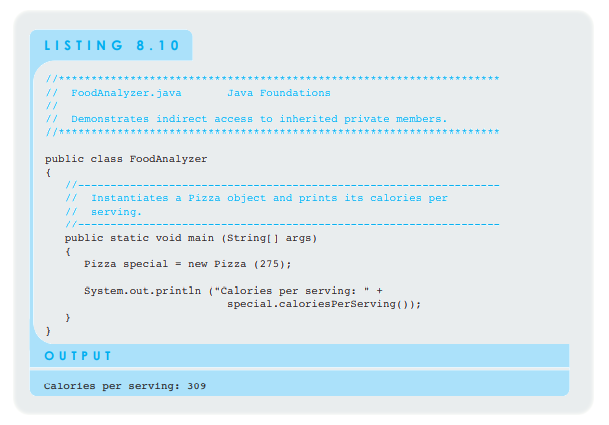 LISTING 8.10
//********************************************************************
//  FoodAnalyzer.java       Java Foundations
//
//  Demonstrates indirect access to inherited private members.
//********************************************************************
public class FoodAnalyzer
{
   //-----------------------------------------------------------------
   //  Instantiates a Pizza object and prints its calories per
   //  serving.
   //-----------------------------------------------------------------
   public static void main (String[] args)
   {
      Pizza special = new Pizza (275);
      System.out.println ("Calories per serving: " +
                            special.caloriesPerServing());
   }
}
OUTPUT
Calories per serving: 309